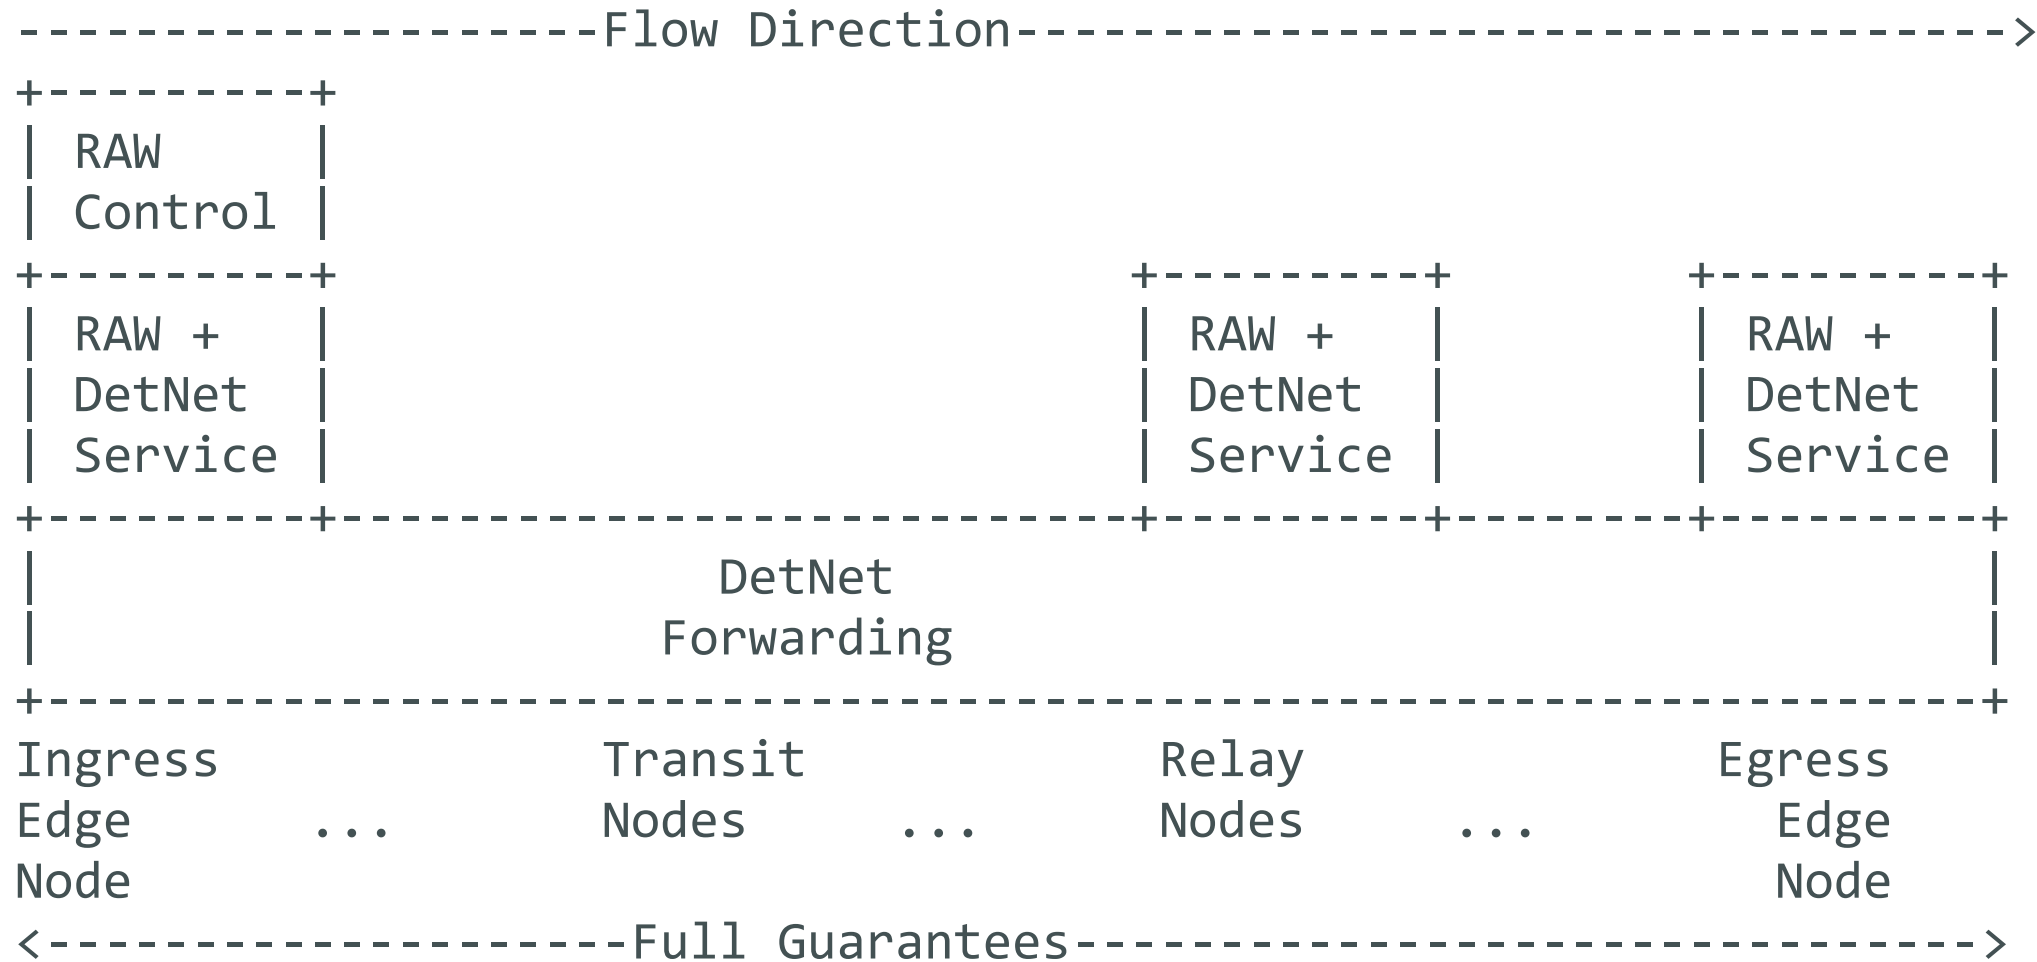 --------------------Flow Direction---------------------------------->
+---------+
| RAW     |
| Control |
+---------+                           +---------+        +---------+
| RAW +   |                           | RAW +   |        | RAW +   |
| DetNet  |                           | DetNet  |        | DetNet  |
| Service |                           | Service |        | Service |
+---------+---------------------------+---------+--------+---------+
|                       DetNet                                     |
|                     Forwarding                                   |
+------------------------------------------------------------------+
Ingress             Transit            Relay              Egress
Edge      ...       Nodes     ...      Nodes     ...        Edge
Node                                                        Node
<--------------------Full Guarantees------------------------------->